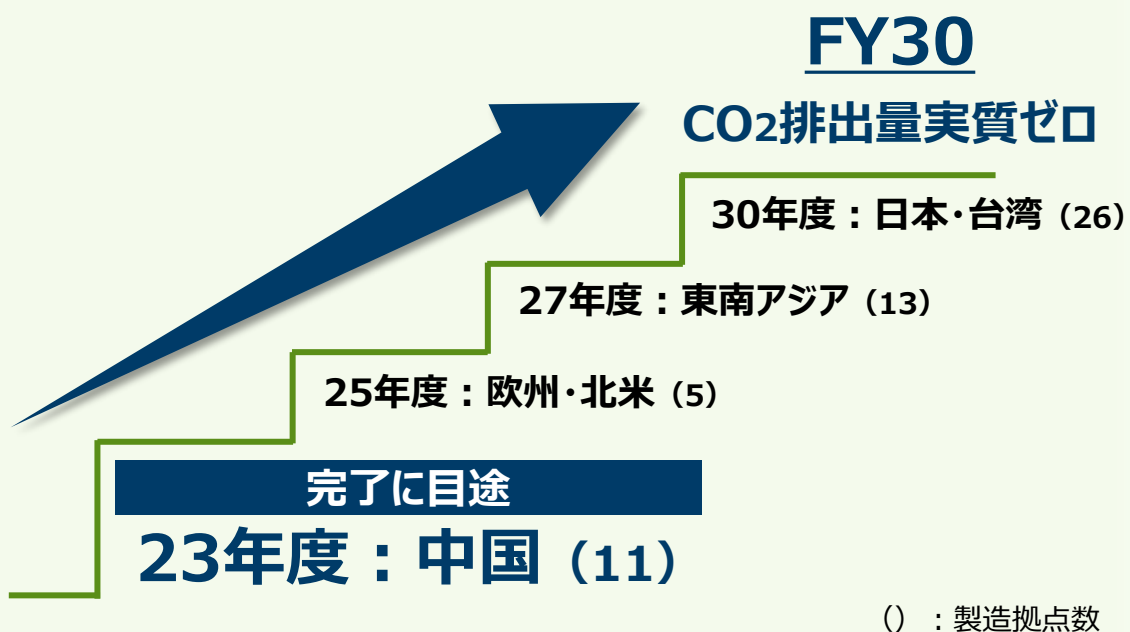 FY30
CO2排出量実質ゼロ
30年度：日本・台湾（26）
27年度：東南アジア（13）
25年度：欧州・北米（5）
完了に目途
23年度：中国（11）
（）：製造拠点数